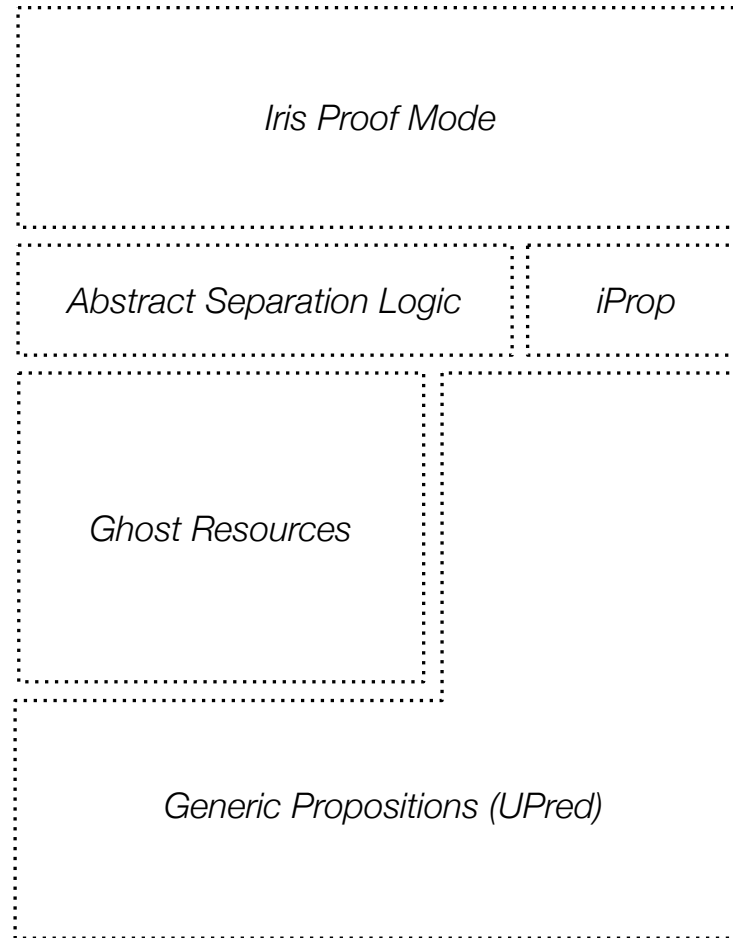 Iris Proof Mode
Abstract Separation Logic
iProp
Ghost Resources
Generic Propositions (UPred)